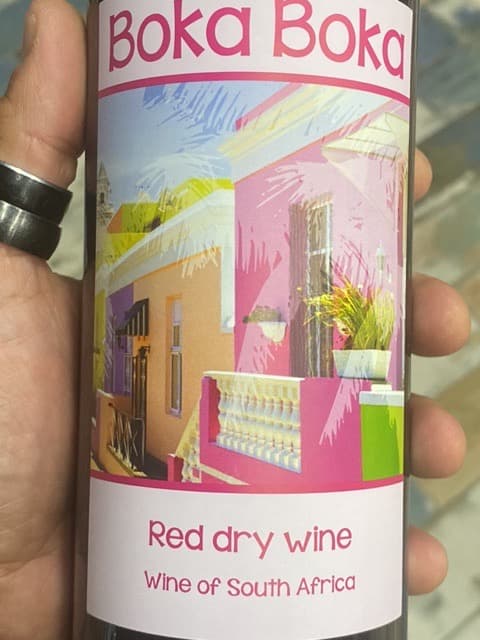 Boka Boka
Red dry wine
Wine of South Africa